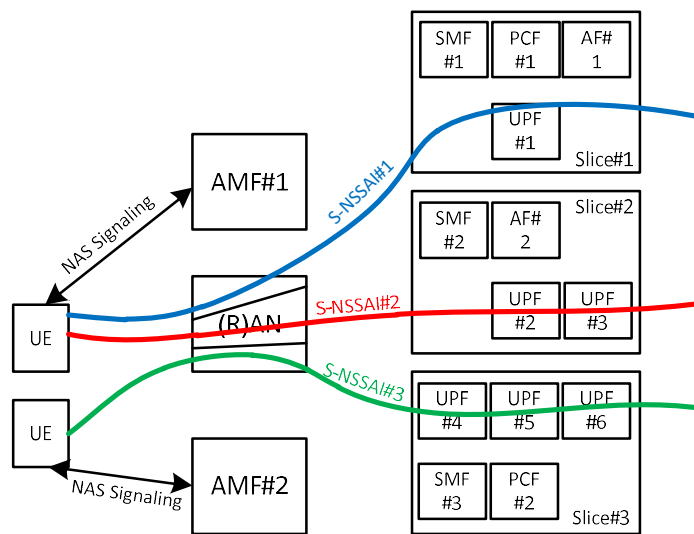 SMF
#1
PCF
#1
AF#
1
UPF
#1
Slice#1
AMF#1
S-NSSAI#1
NAS Signaling
SMF
#2
AF#
2
Slice#2
UPF
#2
UPF
#3
(R)AN
S-NSSAI#2
UE
S-NSSAI#3
UPF
#4
UPF
#5
UPF
#6
UE
AMF#2
NAS Signaling
SMF
#3
PCF
#2
Slice#3